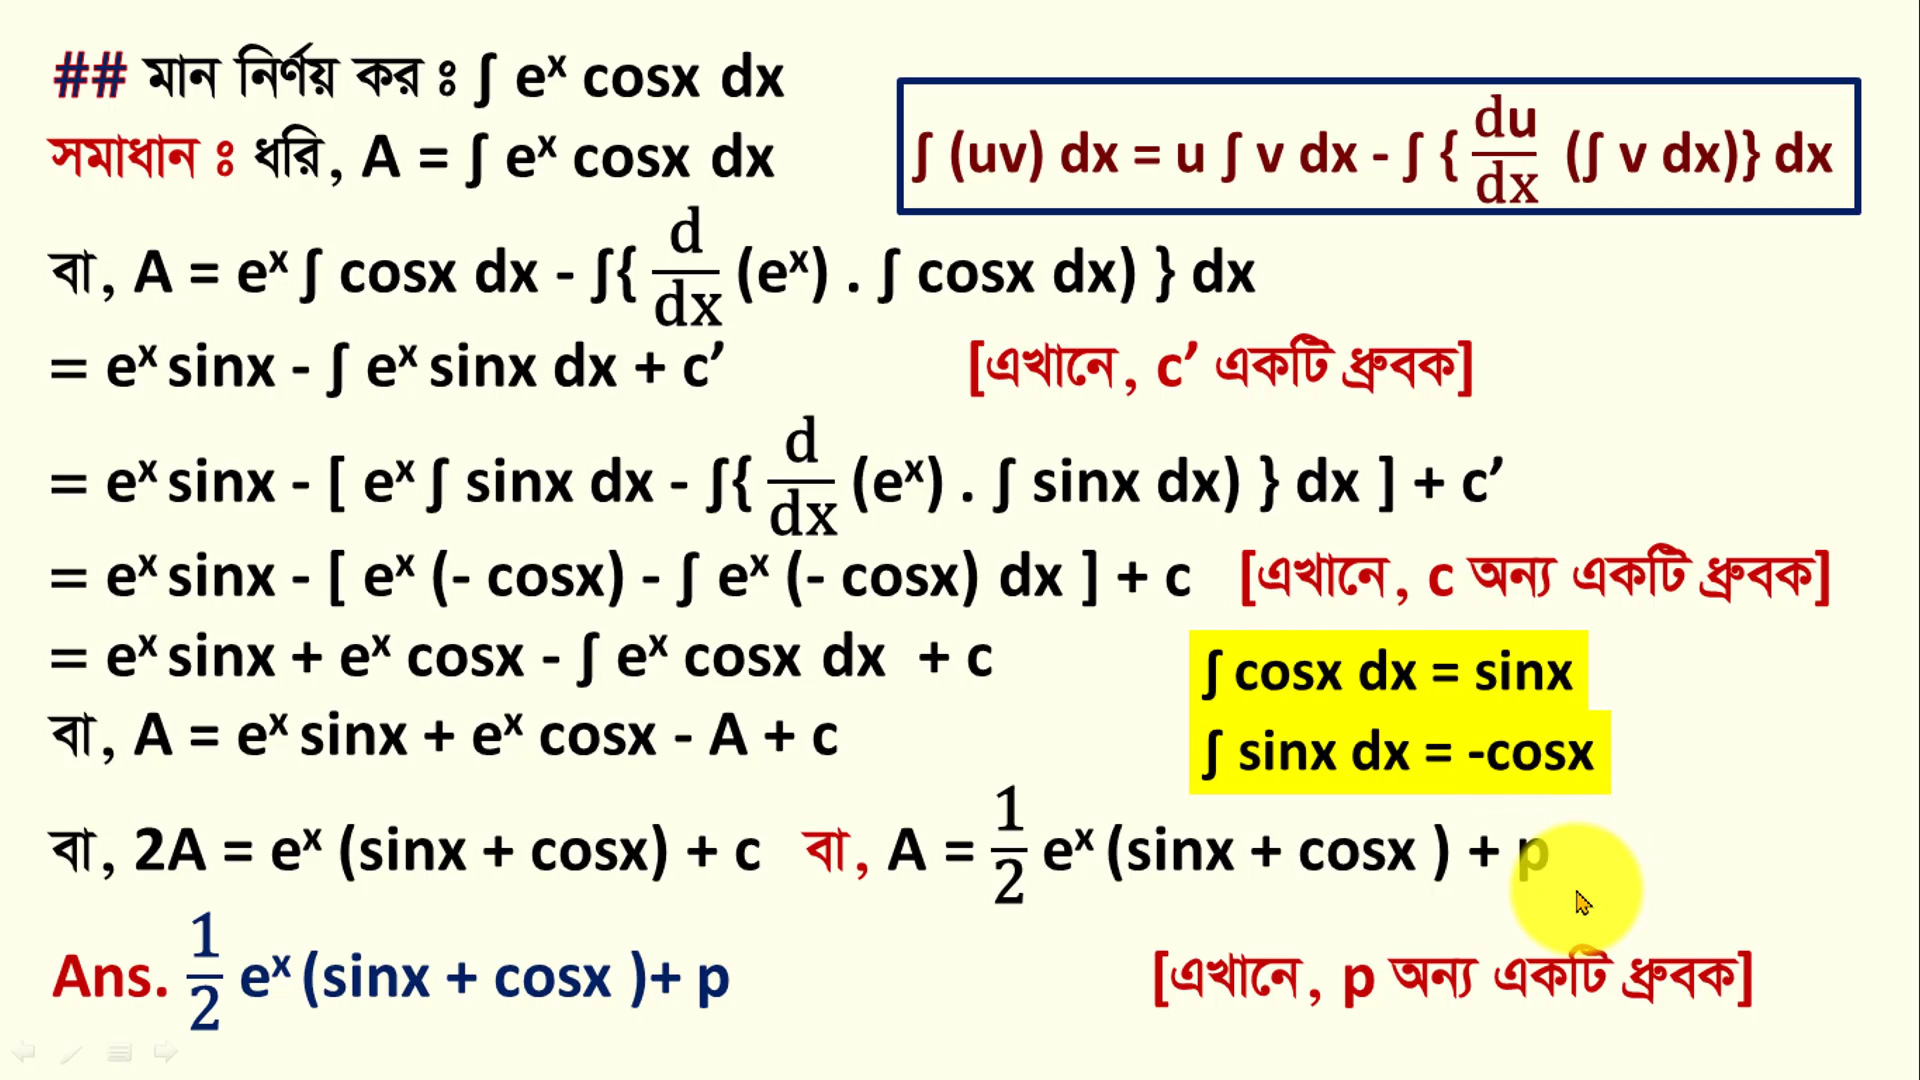 ## মান নির্ণয় কর ঃ ∫ eˣ cosx dx
সমাধান ঃ ধরি, A = ∫ eˣ cosx dx
∫ (uv) dx = u ∫ v dx - ∫ { du/dx (∫ v dx)} dx
বা, A = eˣ ∫ cosx dx - ∫{ d/dx (eˣ) . ∫ cosx dx) } dx
= eˣ sinx - ∫ eˣ sinx dx + c’ [এখানে, c’ একটি ধ্রুবক]
= eˣ sinx - [ eˣ ∫ sinx dx - ∫{ d/dx (eˣ) . ∫ sinx dx) } dx ] + c’
= eˣ sinx - [ eˣ (- cosx) - ∫ eˣ (- cosx) dx ] + c [এখানে, c অন্য একটি ধ্রুবক]
= eˣ sinx + eˣ cosx - ∫ eˣ cosx dx + c
∫ cosx dx = sinx
বা, A = eˣ sinx + eˣ cosx - A + c
∫ sinx dx = -cosx
বা, 2A = eˣ (sinx + cosx) + c বা, A = 1/2 eˣ (sinx + cosx ) + p
Ans. 1/2 eˣ (sinx + cosx )+ p [এখানে, p অন্য একটি ধ্রুবক]